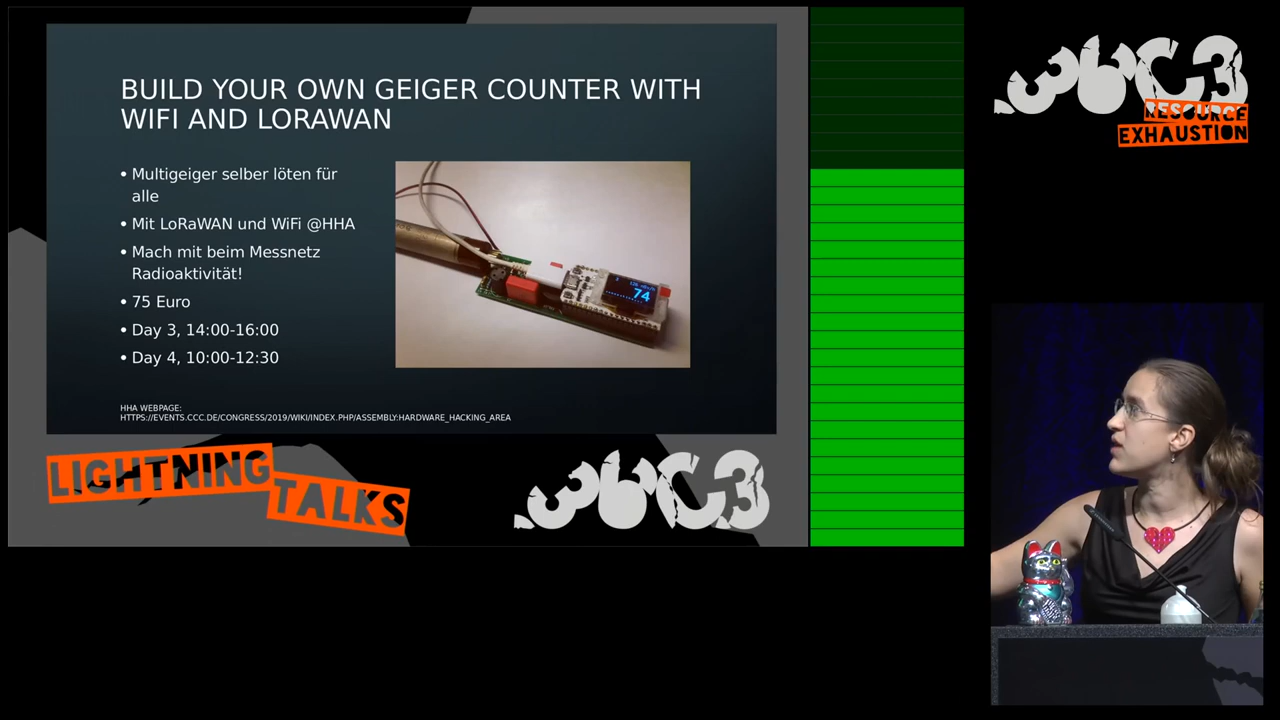 BUILD YOUR OWN GEIGER COUNTER WITH
WIFI AND LORAWAN
• Multigeiger selber löten für
alle
• Mit LoRaWAN und WiFi @HHA
• Mach mit beim Messnetz
Radioaktivität!
• 75 Euro
• Day 3, 14:00-16:00
• Day 4, 10:00-12:30
74
HHA WEBPAGE:
HTTPS://EVENTS.CCC.DE/CONGRESS/2019/WIKI/INDEX.PHP/ASSEMBLY:HARDWARE_HACKING_AREA
LIGHTNING
TALKS
36C3
36C3
RESOURCE
EXHAUSTION